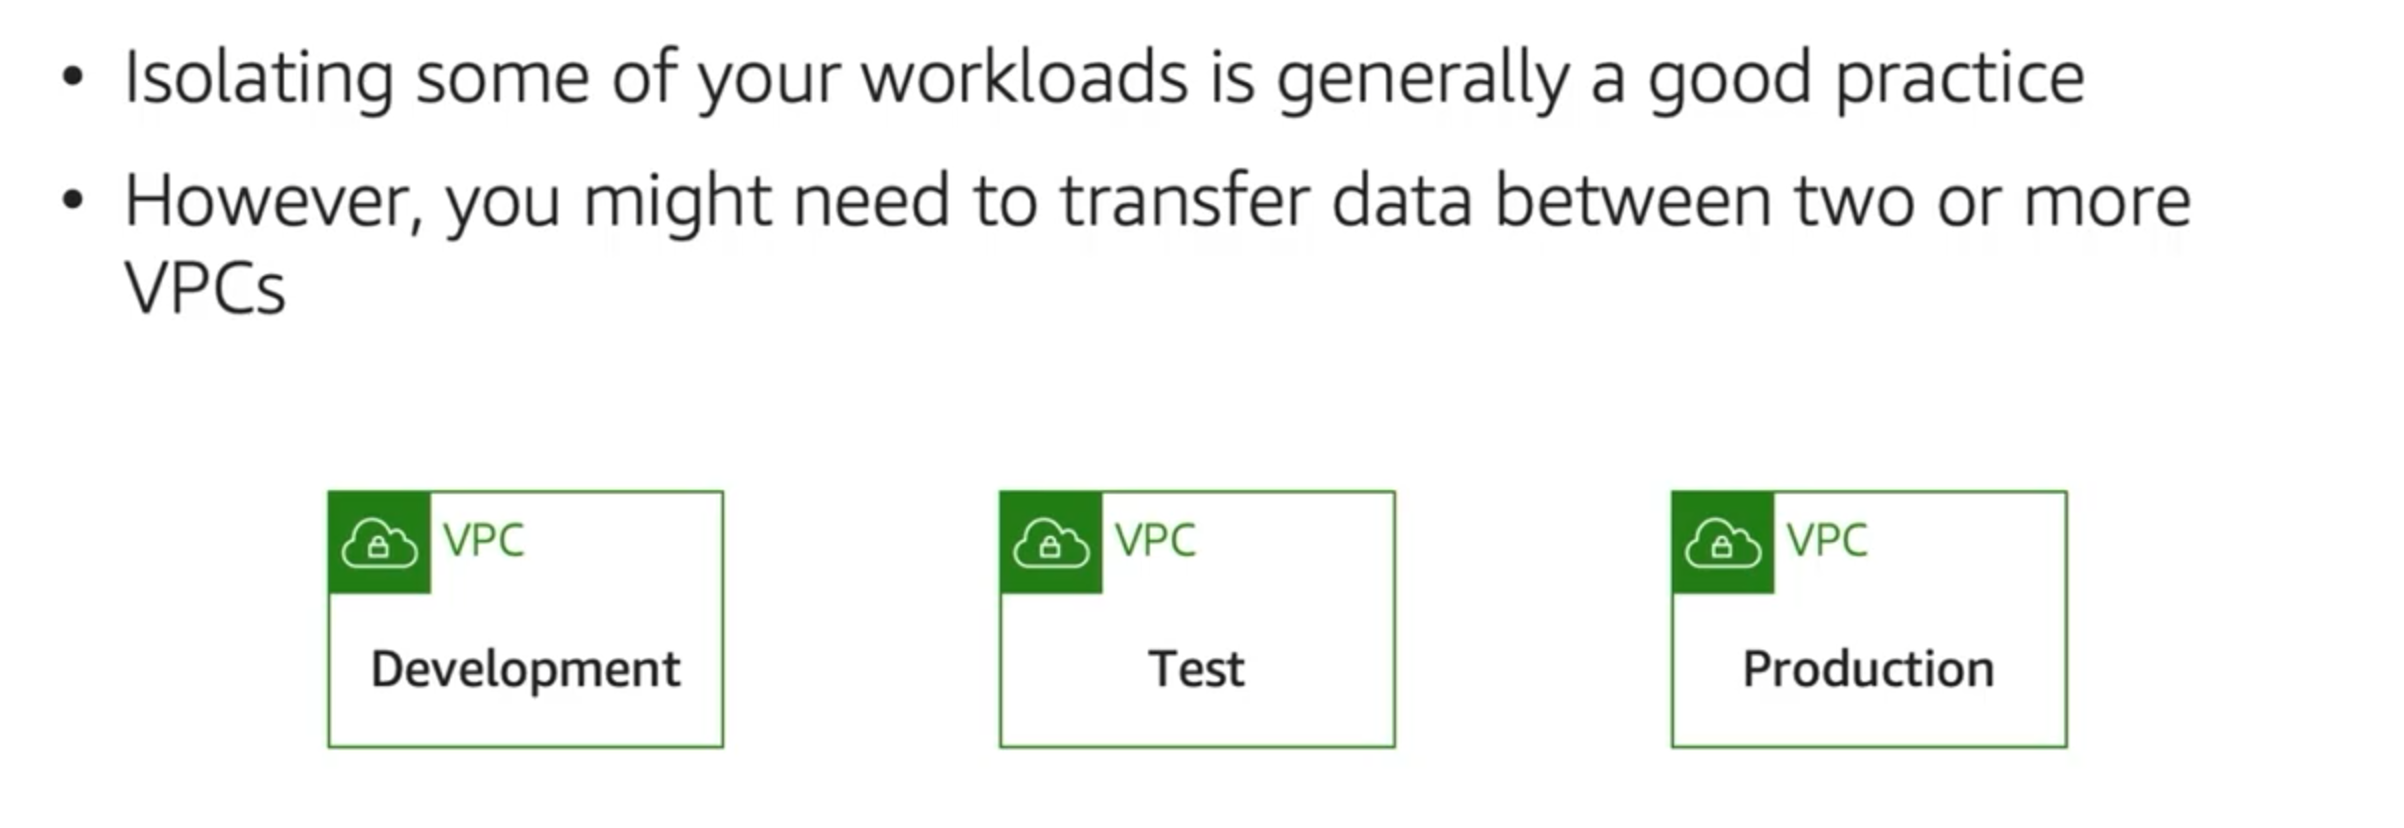 • Isolating some of your workloads is generally a good practice
• However, you might need to transfer data between two or more
VPCs
VPC
Development
VPC
Test
VPC
Production